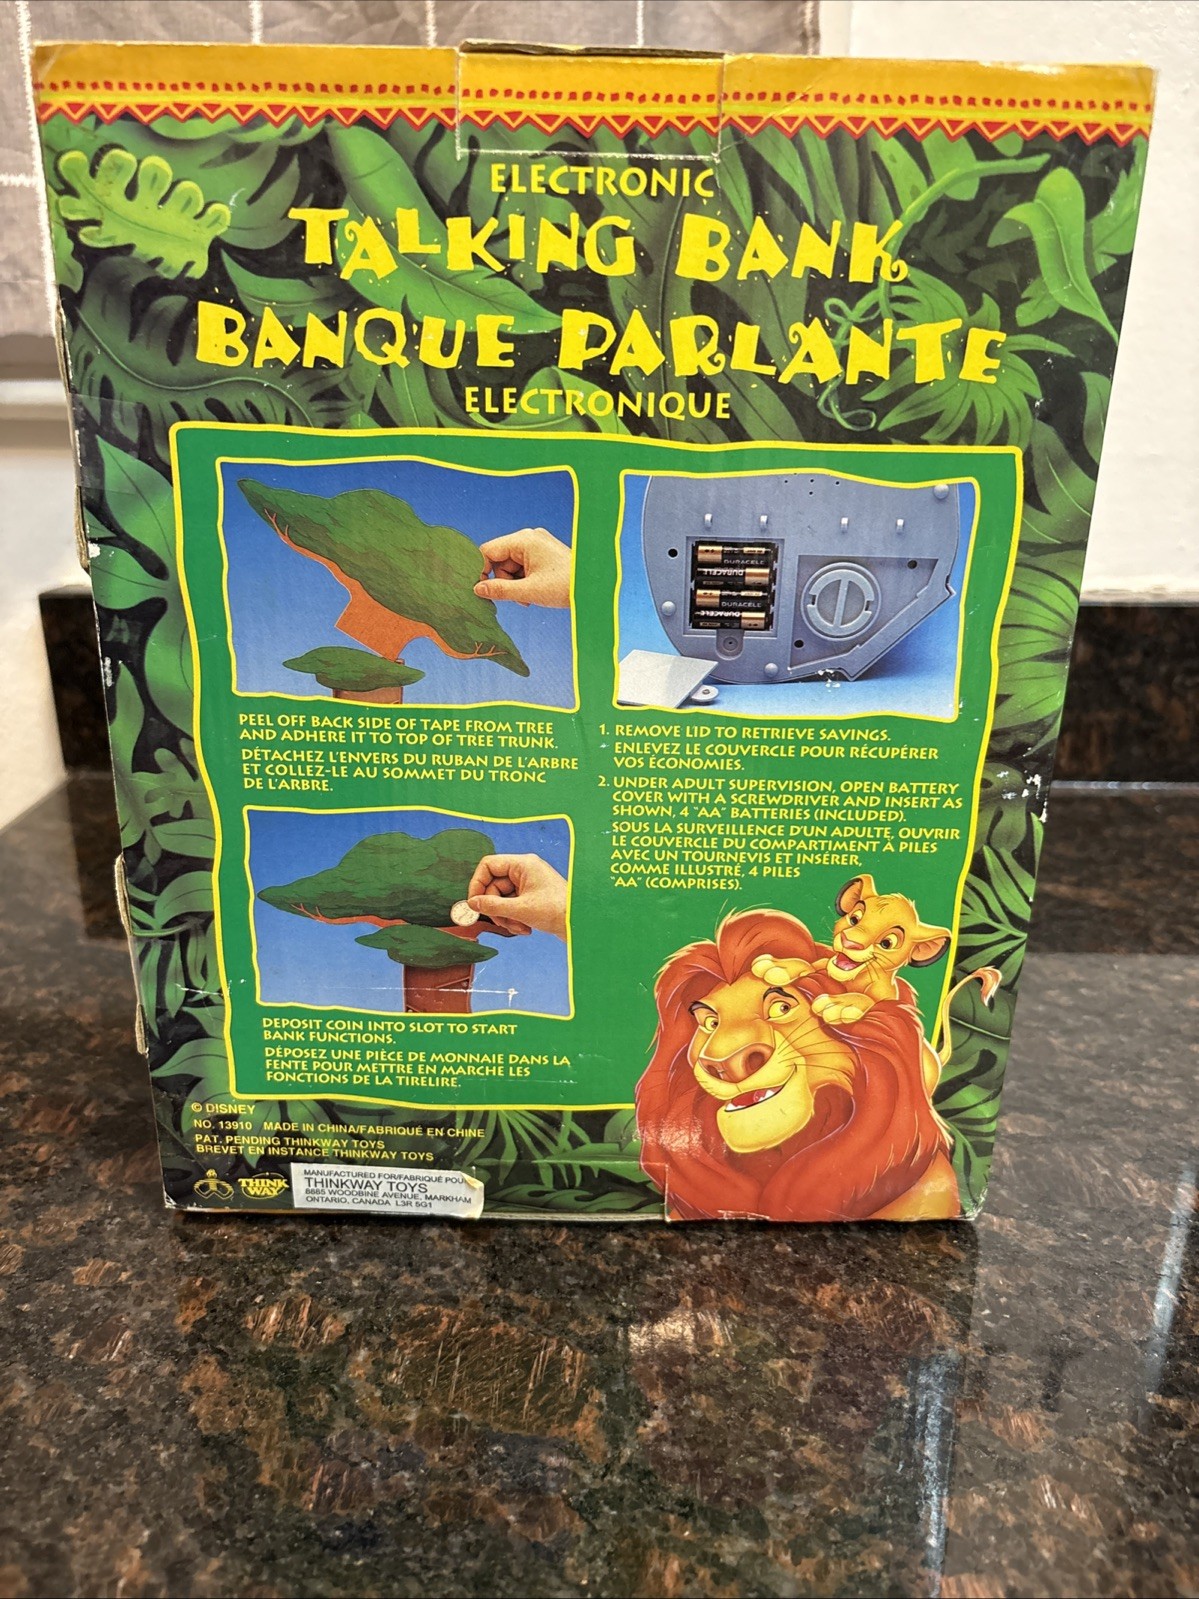 ELECTRONIC
TALKING BANK
BANQUE PARLANTE
ELECTRONIQUE
PEEL OFF BACK SIDE OF TAPE FROM TREE
AND ADHERE IT TO TOP OF TREE TRUNK.
DÉTACHEZ L'ENVERS DU RUBAN DE L'ARBRE
ET COLLEZ-LE AU SOMMET DU TRONC
DE L'ARBRE.
DURACELL
DURACELL
DURACELL
1. REMOVE LID TO RETRIEVE SAVINGS.
ENLEVEZ LE COUVERCLE POUR RÉCUPÉRER
VOS ÉCONOMIES.
2. UNDER ADULT SUPERVISION, OPEN BATTERY
COVER WITH A SCREWDRIVER AND INSERT AS
SHOWN, 4 "AA" BATTERIES (INCLUDED).
SOUS LA SURVEILLENCE D'UN ADULTE, OUVRIR
LE COUVERCLE DU COMPARTIMENT À PILES
AVEC UN TOURNEVIS ET INSÉRER,
COMME ILLUSTRÉ, 4 PILES
"AA" (COMPRISES).
DEPOSIT COIN INTO SLOT TO START
BANK FUNCTIONS.
DÉPOSEZ UNE PIÈCE DE MONNAIE DANS LA
FENTE POUR METTRE EN MARCHE LES
FONCTIONS DE LA TIRELIRE.
© DISNEY
NO. 13910 MADE IN CHINA/FABRIQUÉ EN CHINE
PAT. PENDING THINKWAY TOYS
BREVET EN INSTANCE THINKWAY TOYS
THINK
WAY
MANUFACTURED FOR/FABRIQUÉ POU
THINKWAY TOYS
8885 WOODBINE AVENUE, MARKHAM
ONTARIO, CANADA L3R 5G1